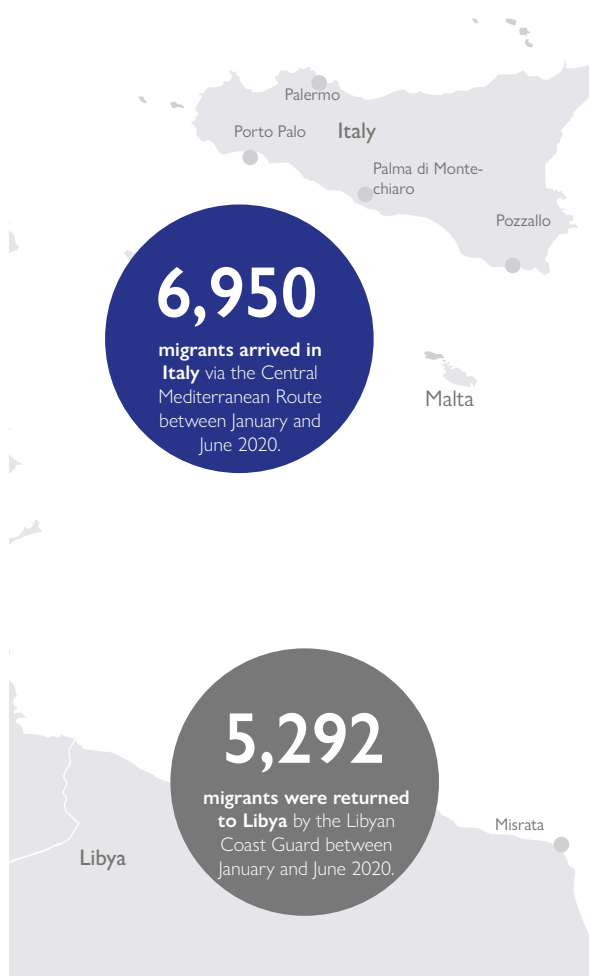 Palermo
Porto Palo
Italy
Palma di Monte-
chiaro
Pozzallo
6,950
migrants arrived in
Italy via the Central
Mediterranean Route
between January and
June 2020.
Malta
5,292
migrants were returned
to Libya by the Libyan
Coast Guard between
January and June 2020.
Misrata
Libya